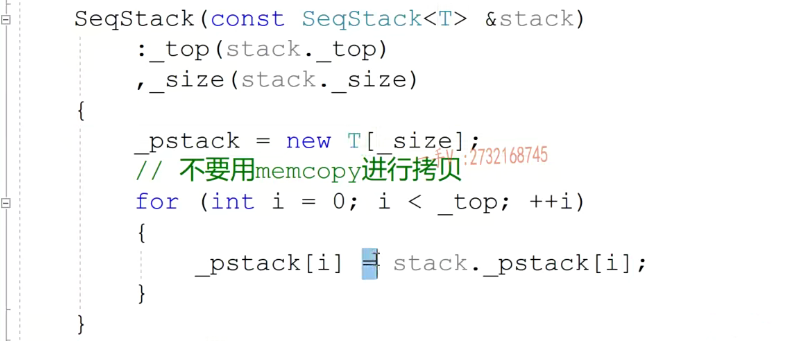 SeqStack(const SeqStack<T> &stack)
:_top(stack._top)
,_size(stack._size)
{
_pstack = new T[_size];
:2732168745
// 不要用memcopy进行拷贝
for (int i = 0; i < _top; ++i)
{
_pstack[i] = stack._pstack[i];
}
}